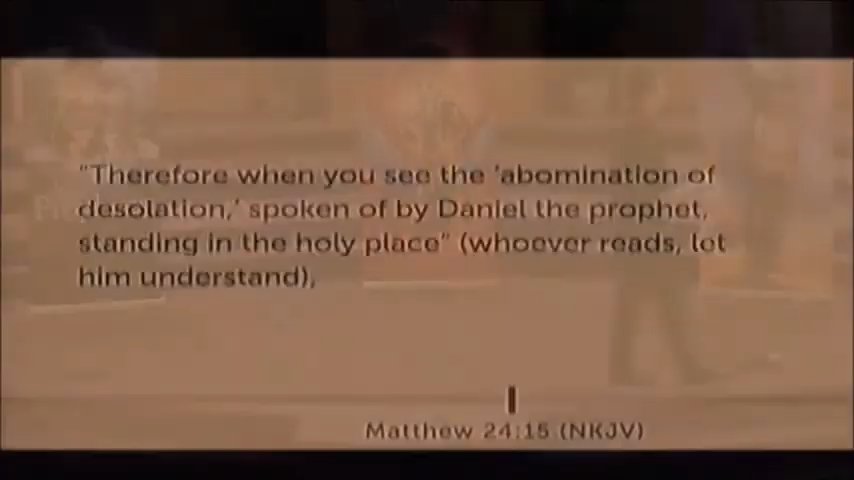 "Therefore when you see the 'abomination of
desolation,' spoken of by Daniel the prophet,
standing in the holy place" (whoever reads, let
him understand),
Matthew 24:15 (NKJV)